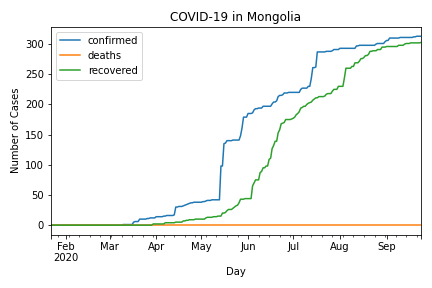 COVID-19 in Mongolia
confirmed
deaths
recovered
Number of Cases
300
250
200
150
100
50
0
Feb
2020
Mar
Apr
May
Jun
Jul
Aug
Sep
Day